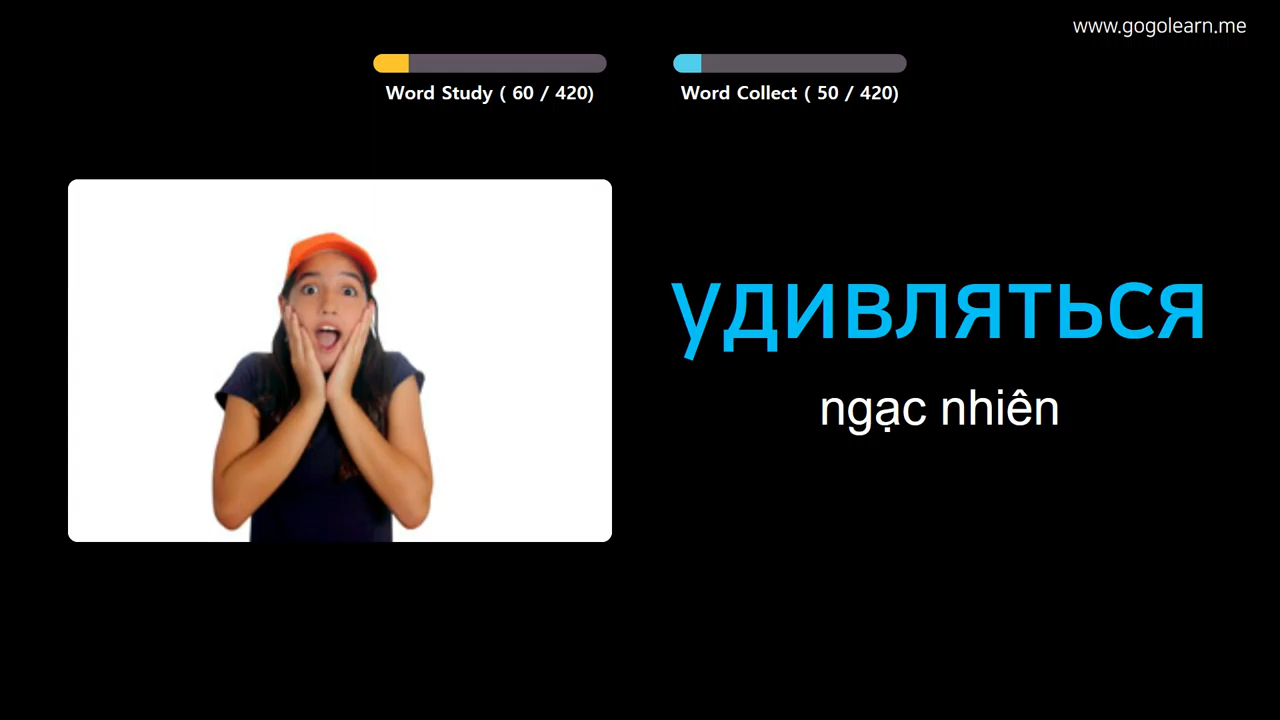 www.gogolearn.me
Word Study ( 60 / 420)
Word Collect ( 50 / 420)
удивляться
ngạc nhiên